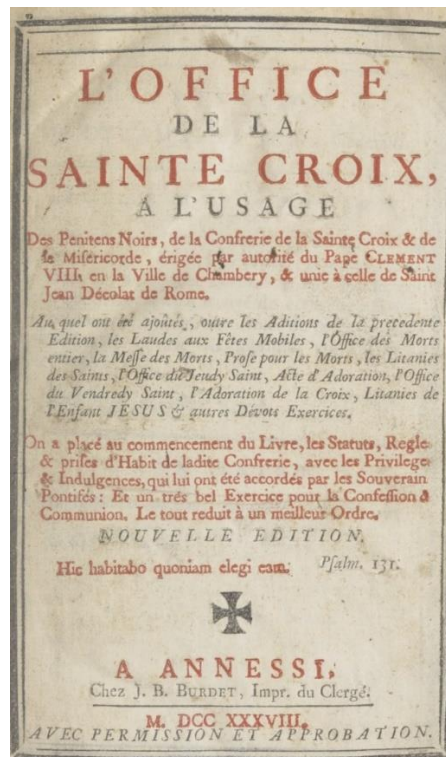 L'OFFICE
DE LA
SAINTE CROIX,
A L'USAGE
Des Penitens Noirs, de la Confrerie de la Sainte Croix & de
la Misericorde, érigée par autorité du Pape CLEMENT
VIII. en la Ville de Chambery, & unie à celle de Saint
Jean Décolat de Rome.
Au quel ont été ajoûtés, outre les Aditions de la precedente
Edition, les Laudes aux Fêtes Mobiles, l'Office des Morts
entier, la Messe des Morts, Prose pour les Morts, les Litanies
des Saints, l'Office du Jeudy Saint, Acte d'Adoration, l'Office
du Vendredy Saint, l'Adoration de la Croix, Litanies de
l'Enfant JESUS & autres Dévots Exercices.
On a placé au commencement du Livre, les Statuts, Regle
& prises d'Habit de ladite Confrerie, avec les Privilege
& Indulgences, qui lui ont été accordés par les Souverain
Pontifes : Et un trés bel Exercice pour la Confession &
Communion. Le tout reduit à un meilleur Ordre.
NOUVELLE EDITION.
Hic habitabo quoniam elegi eam. Psalm. 131.
A ANNESSI,
Chez J. B. BURDET, Impr. du Clergé.
M. DCC XXXVIII.
AVEC PERMISSION ET APPROBATION.